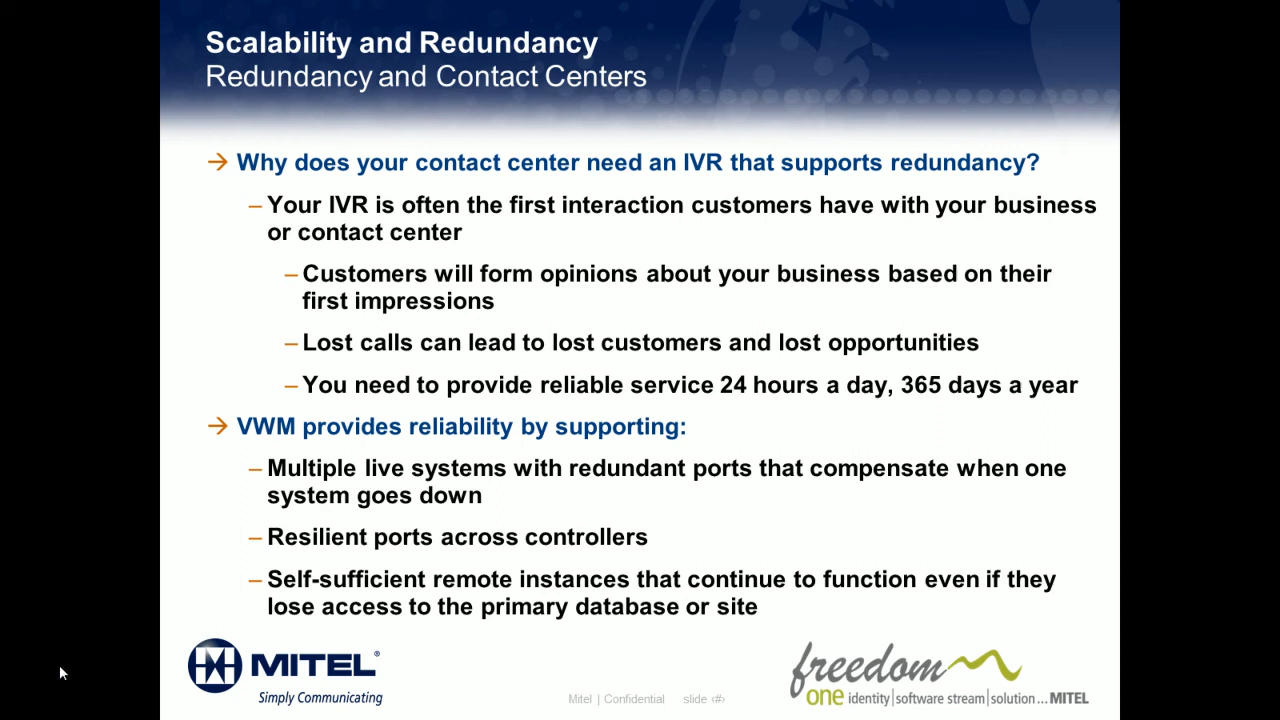 Scalability and Redundancy
Redundancy and Contact Centers
→ Why does your contact center need an IVR that supports redundancy?
– Your IVR is often the first interaction customers have with your business
or contact center
– Customers will form opinions about your business based on their
first impressions
– Lost calls can lead to lost customers and lost opportunities
– You need to provide reliable service 24 hours a day, 365 days a year
→ VWM provides reliability by supporting:
– Multiple live systems with redundant ports that compensate when one
system goes down
– Resilient ports across controllers
– Self-sufficient remote instances that continue to function even if they
lose access to the primary database or site
MITEL®
Simply Communicating
Mitel | Confidential slide ‹#›
freedom
one identity|software stream|solution...MITEL